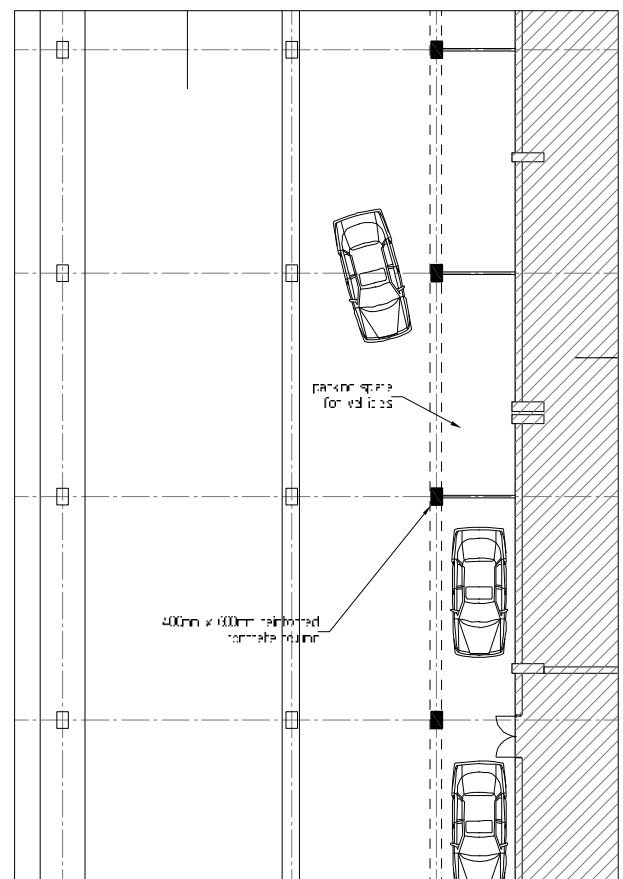 parking space
for vehicles
400mm x 600mm reinforced
concrete column